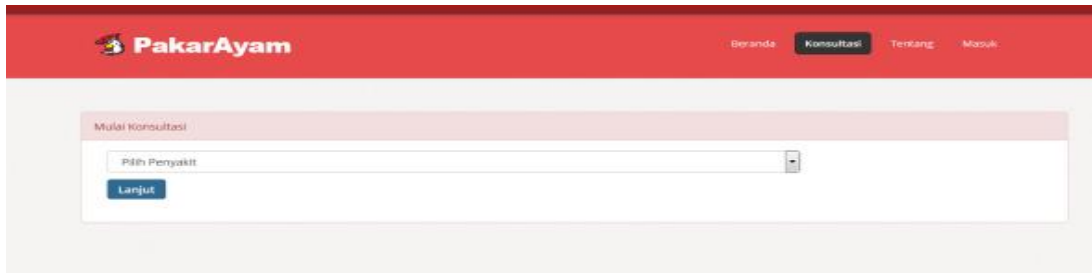 PakarAyam
Beranda Konsultasi Tentang Masuk
Mulai Konsultasi
Pilih Penyakit
Lanjut